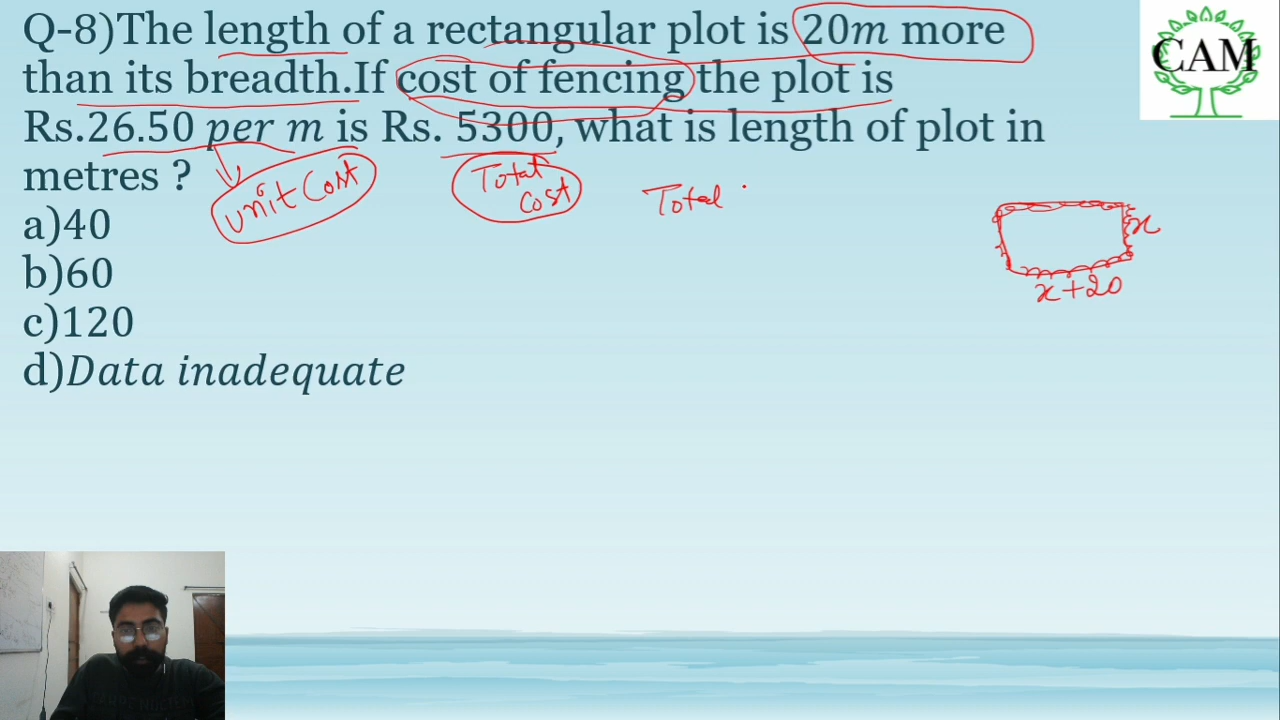 Q-8)The length of a rectangular plot is 20m more
than its breadth.If cost of fencing the plot is
Rs.26.50 per m is Rs. 5300, what is length of plot in
metres ?
a)40
b)60
c)120
d)Data inadequate
unit Cost
Total
Cost
Total
x
x+20
CAM